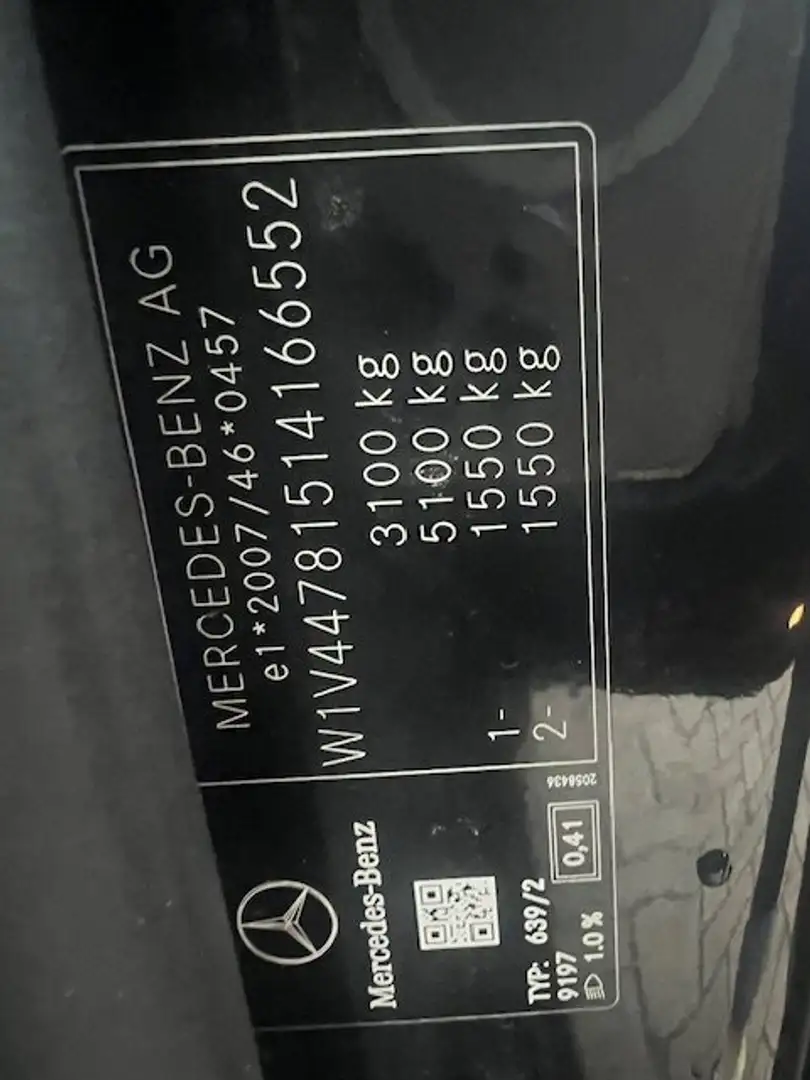 MERCEDES-BENZ AG
e1*2007/46*0457
W1V44781514166552
3100 kg
5100 kg
1- 1550 kg
2- 1550 kg
Mercedes-Benz
TYP: 639/2
9197
1.0 %
0,41
2058436